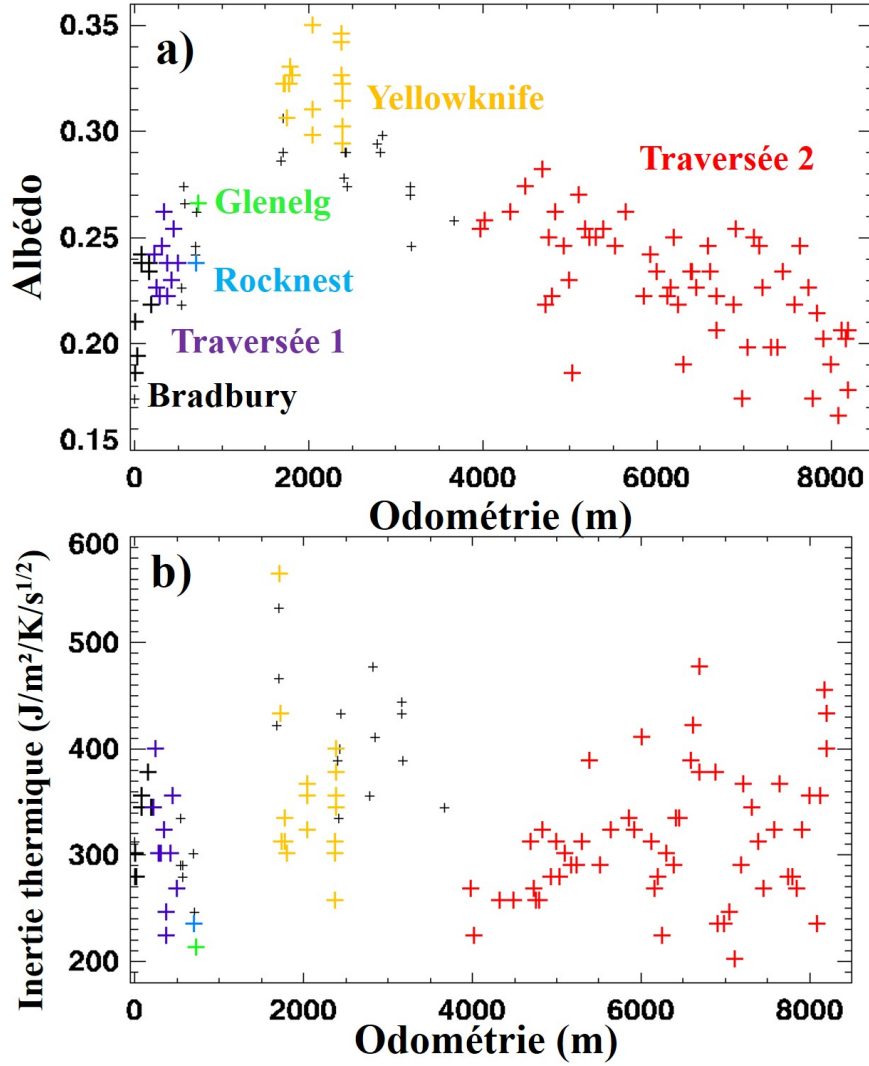 0.35
a)
Yellowknife
0.30
Traversée 2
Albédo
Glenelg
0.25
Rocknest
0.20
Traversée 1
Bradbury
0.15
0 2000 4000 6000 8000
Odométrie (m)
600
b)
Inertie thermique (J/m²/K/s¹/²)
500
400
300
200
0 2000 4000 6000 8000
Odométrie (m)